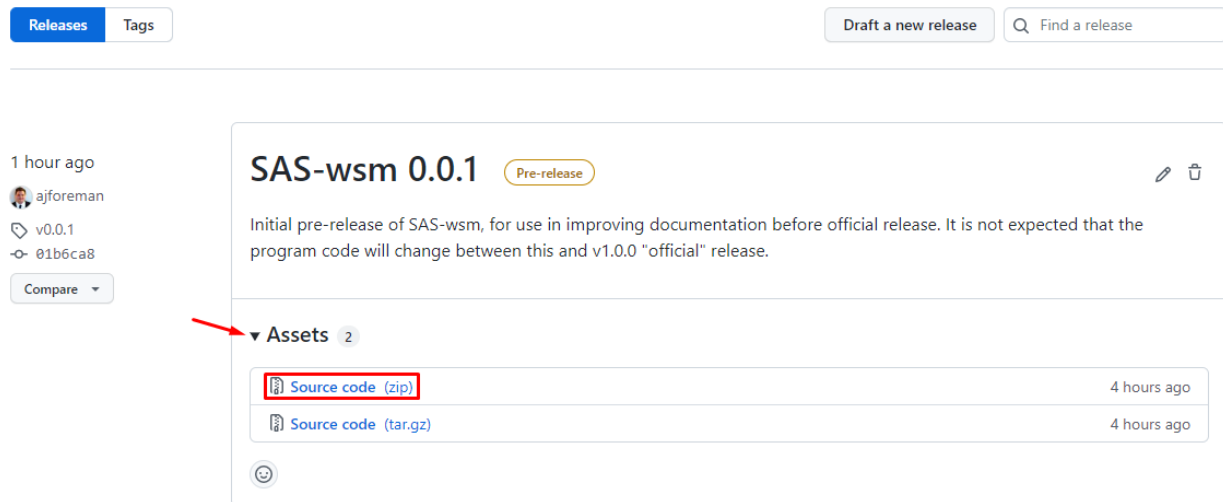 Releases Tags Draft a new release Find a release
1 hour ago
ajforeman
v0.0.1
01b6ca8
Compare
SAS-wsm 0.0.1 Pre-release
Initial pre-release of SAS-wsm, for use in improving documentation before official release. It is not expected that the
program code will change between this and v1.0.0 "official" release.
Assets 2
Source code (zip) 4 hours ago
Source code (tar.gz) 4 hours ago